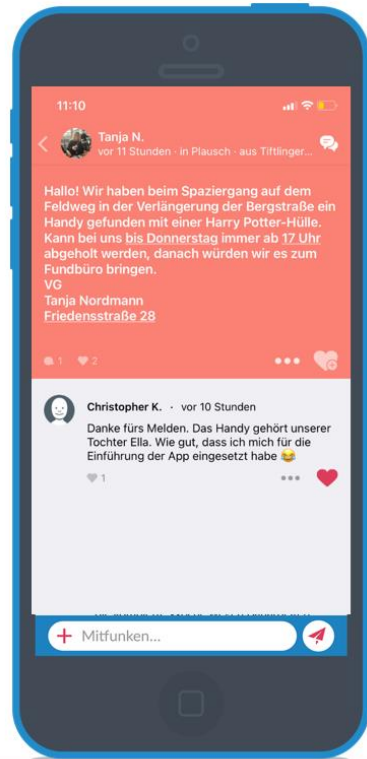 11:10
Tanja N.
vor 11 Stunden · in Plausch · aus Tiftlinger...
Hallo! Wir haben beim Spaziergang auf dem
Feldweg in der Verlängerung der Bergstraße ein
Handy gefunden mit einer Harry Potter-Hülle.
Kann bei uns bis Donnerstag immer ab 17 Uhr
abgeholt werden, danach würden wir es zum
Fundbüro bringen.
VG
Tanja Nordmann
Friedensstraße 28
1 2
Christopher K. · vor 10 Stunden
Danke fürs Melden. Das Handy gehört unserer
Tochter Ella. Wie gut, dass ich mich für die
Einführung der App eingesetzt habe 😂
1
Mitfunken...